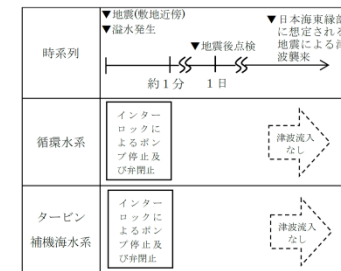 時系列
▼地震(敷地近傍)
▼溢水発生
▼地震後点検
▼日本海東縁部
に想定される
地震による津
波襲来
約1分
1日
循環水系
インター
ロックに
よるポン
プ停止及
び弁閉止
津波流入
なし
タービン
補機海水系
インター
ロックに
よるポン
プ停止及
び弁閉止
津波流入
なし